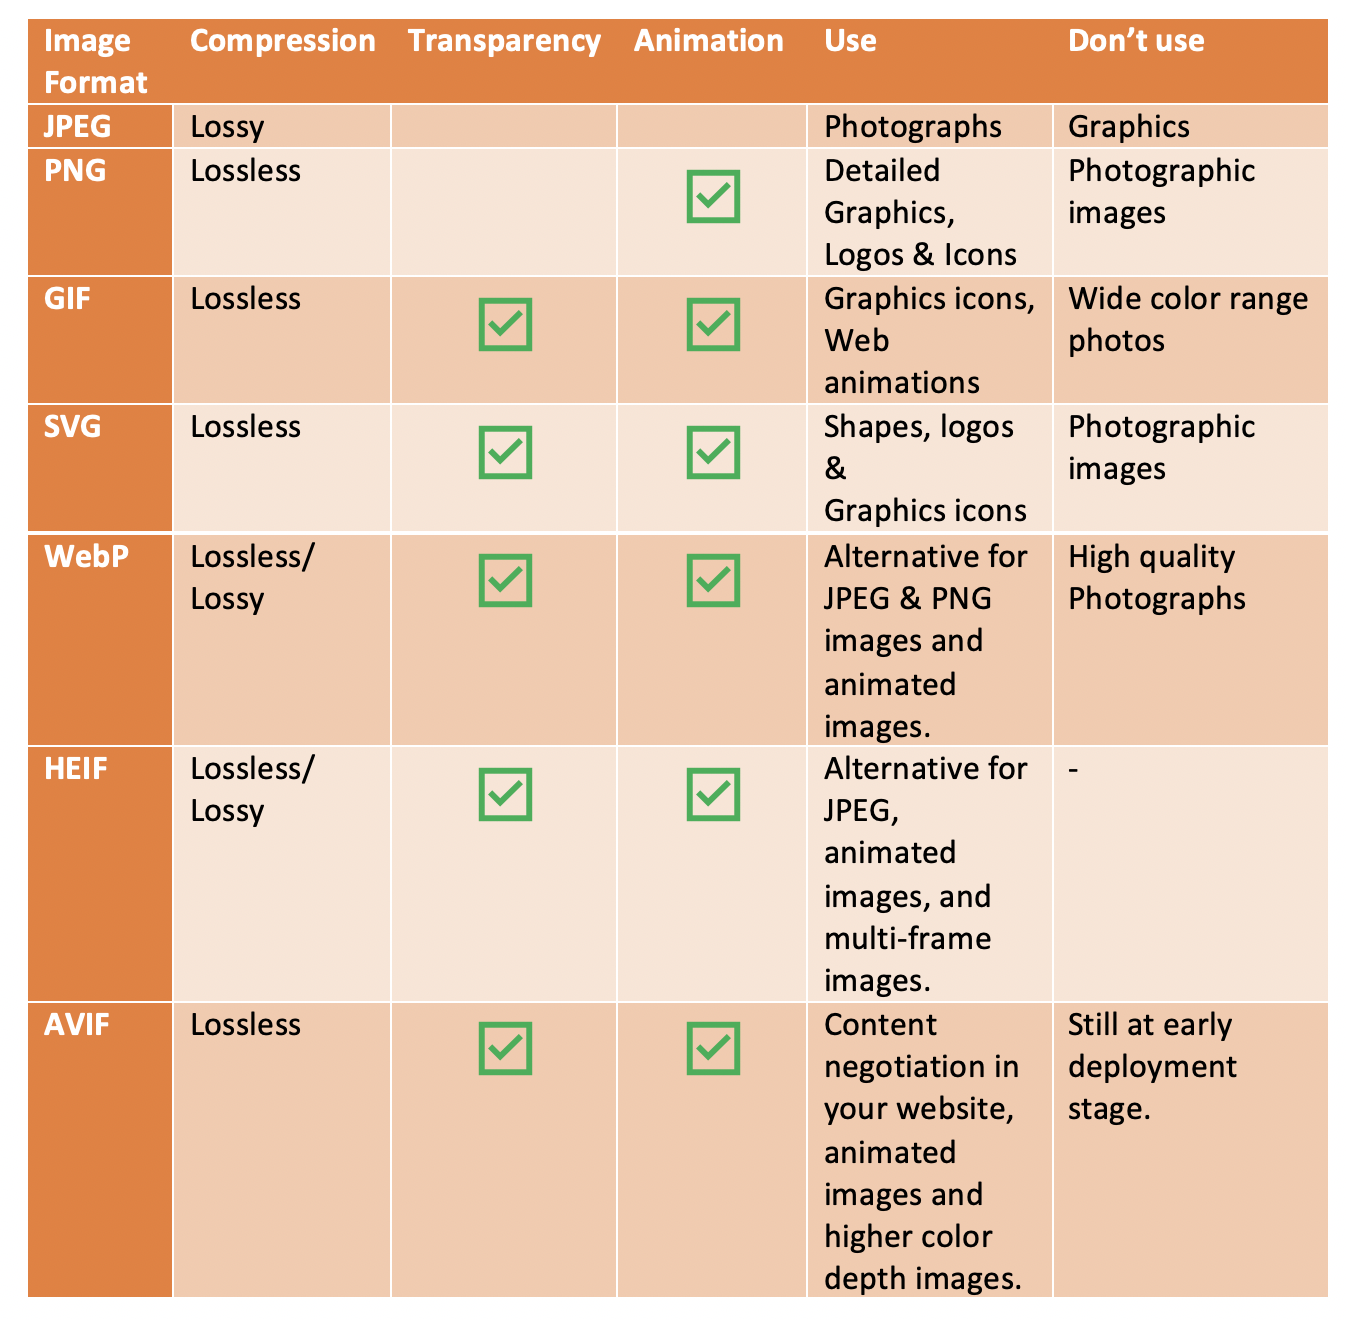 Image Format Compression Transparency Animation Use Don’t use
JPEG Lossy Photographs Graphics
PNG Lossless Detailed Graphics, Logos & Icons Photographic images
GIF Lossless Graphics icons, Web animations Wide color range photos
SVG Lossless Shapes, logos & Graphics icons Photographic images
WebP Lossless/ Lossy Alternative for JPEG & PNG images and animated images. High quality Photographs
HEIF Lossless/ Lossy Alternative for JPEG, animated images, and multi-frame images. -
AVIF Lossless Content negotiation in your website, animated images and higher color depth images. Still at early deployment stage.